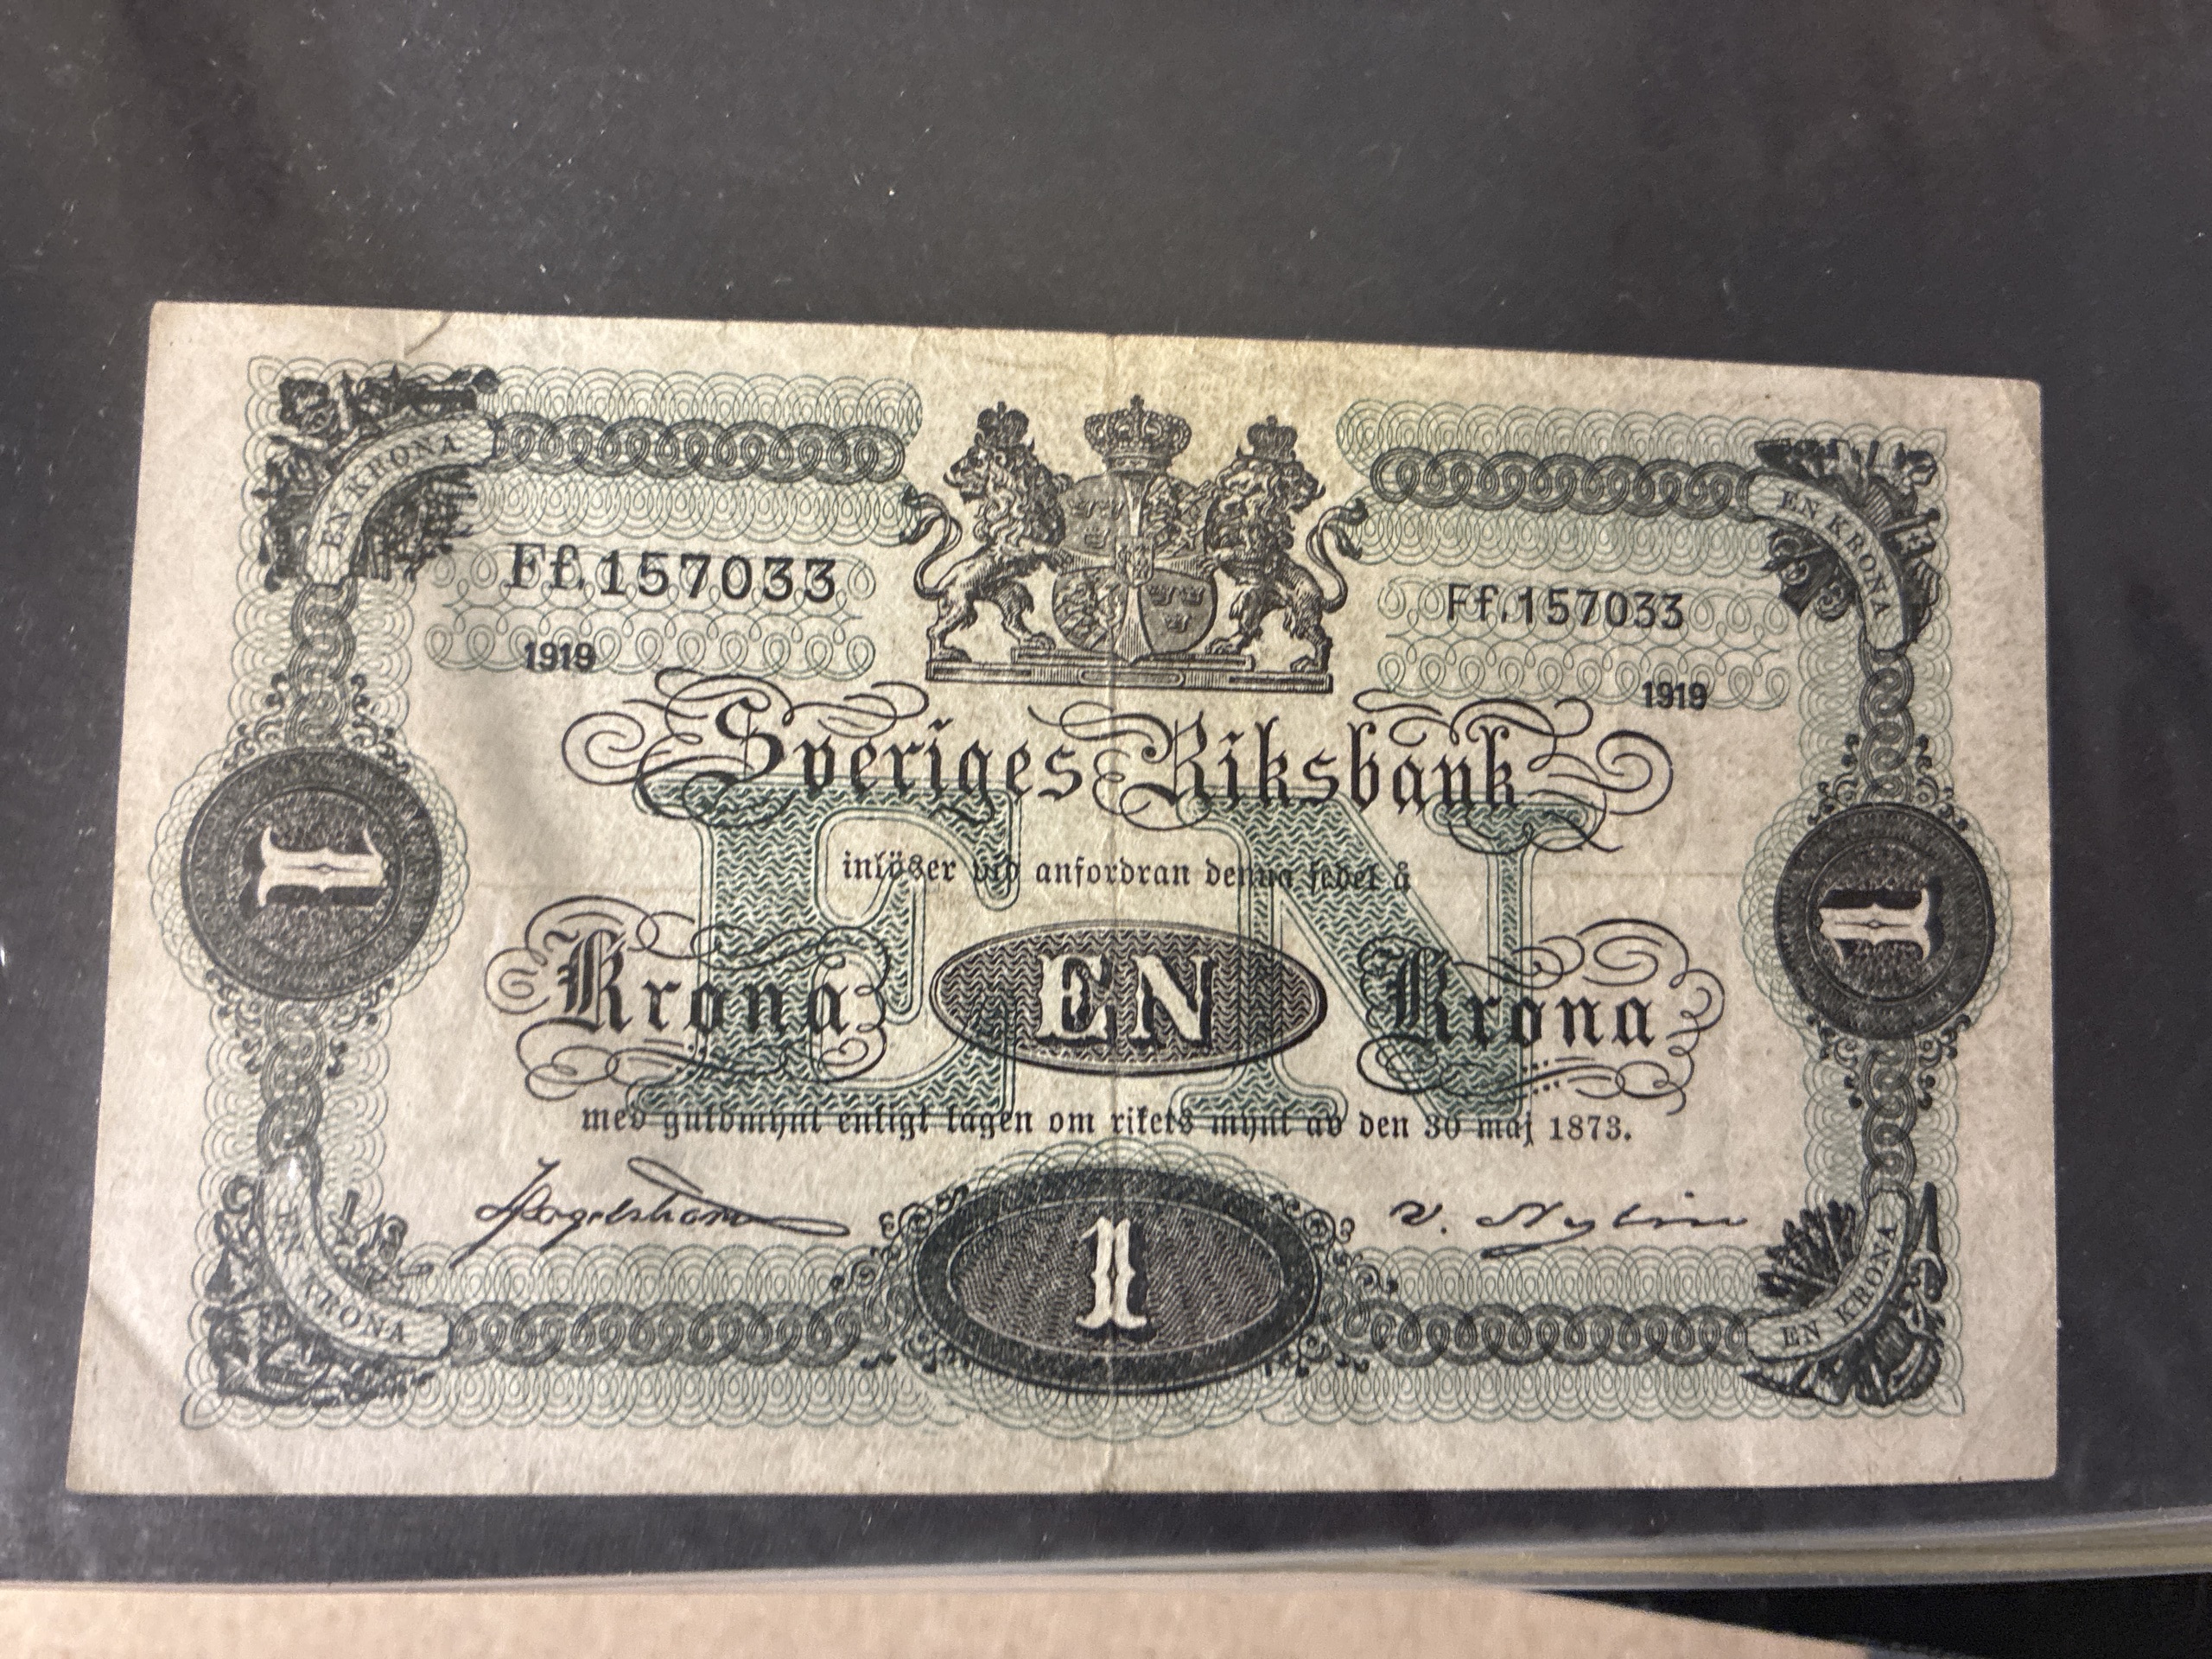 EN KRONA
EN KRONA
Ff.157033
Ff.157033
1919
1919
Sveriges Riksbank
inlöser vid anfordran denna sedel å
1
1
Krona EN Krona
EN
med guldmynt enligt lagen om rikets mynt av den 30 maj 1873.
V.
1
EN KRONA
EN KRONA